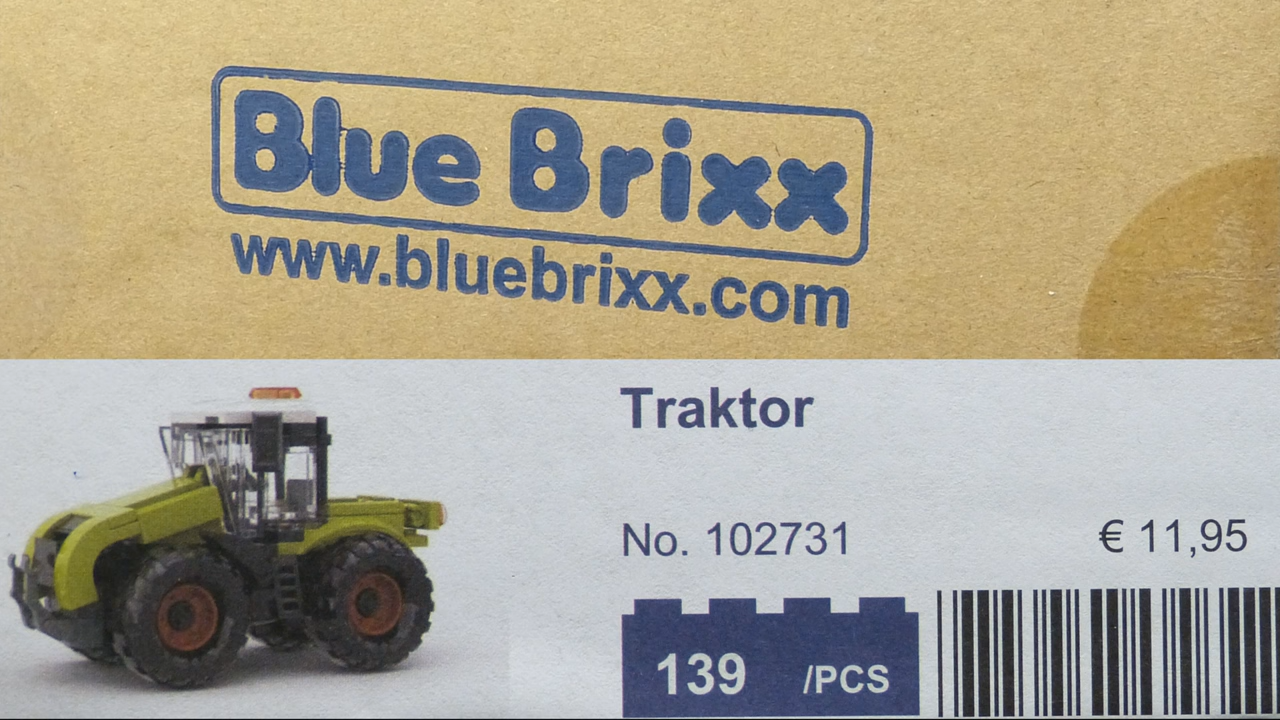 Blue Brixx
www.bluebrixx.com
Traktor
No. 102731
€ 11,95
139 /PCS